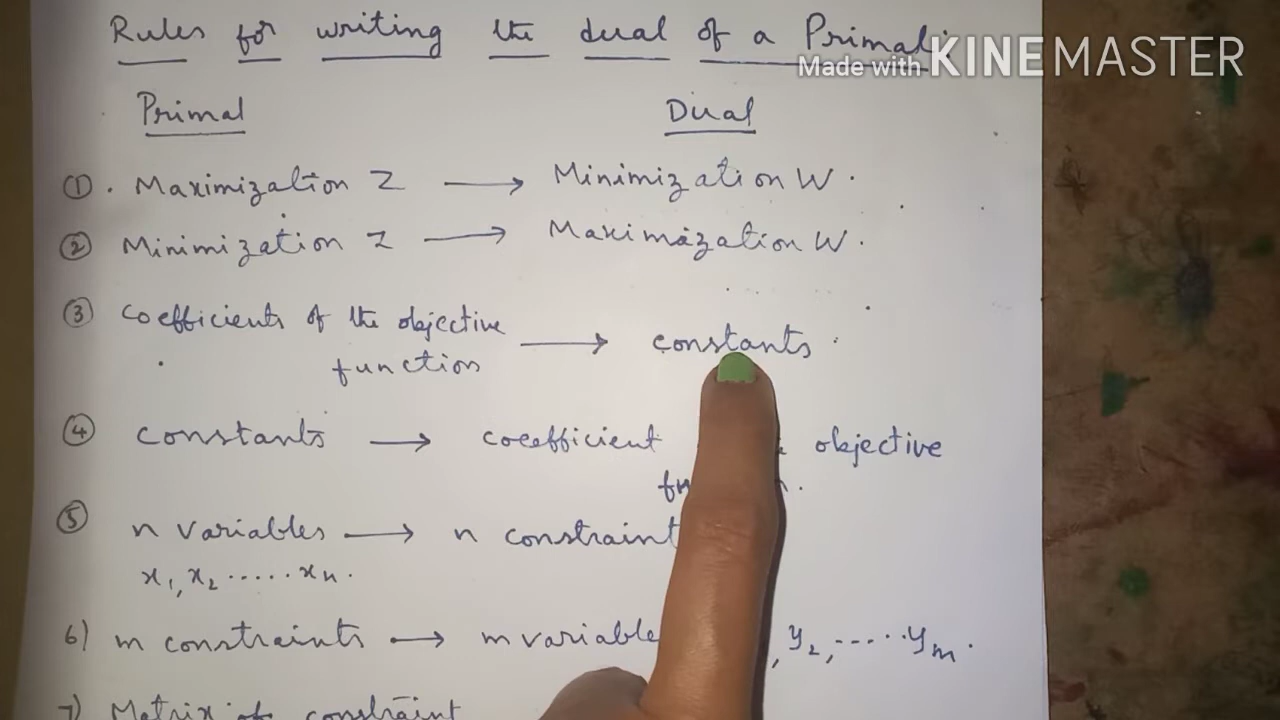 Rules for writing the dual of a Primal:
Made with KINEMASTER
Primal Dual
① . Maximization Z → Minimization W .
② Minimization Z → Maximization W .
③ coefficients of the objective function → constants .
④ constants → coefficient objective
⑤ n variables → n constraint
x₁, x₂ ..... xₙ .
6) m constraints → m variable , y₂, ..... yₘ .
7) Matrix of constraint